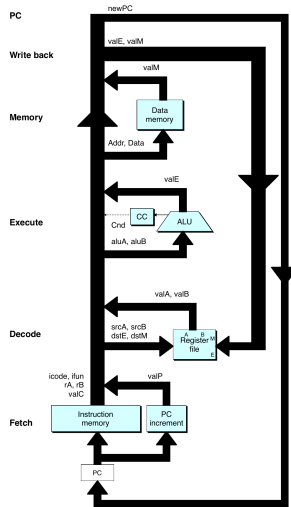 newPC
PC
valE, valM
Write back
valM
Memory
Data
memory
Addr, Data
valE
CC
ALU
Execute
Cnd
aluA, aluB
valA, valB
A B
M
Decode
srcA, srcB
dstE, dstM
Register
file
E
icode, ifun
rA, rB
valC
valP
Fetch
Instruction
memory
PC
increment
PC